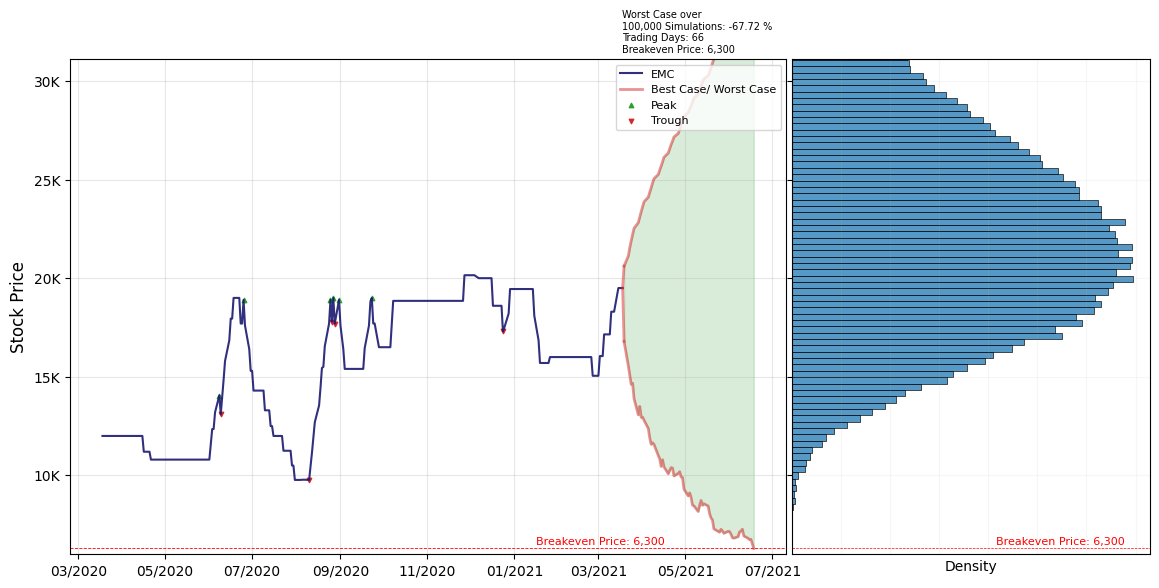 Worst Case over
100,000 Simulations: -67.72 %
Trading Days: 66
Breakeven Price: 6,300
30K
25K
20K
15K
10K
Stock Price
EMC
Best Case/ Worst Case
Peak
Trough
Breakeven Price: 6,300
Breakeven Price: 6,300
03/2020
05/2020
07/2020
09/2020
11/2020
01/2021
03/2021
05/2021
07/2021
Density